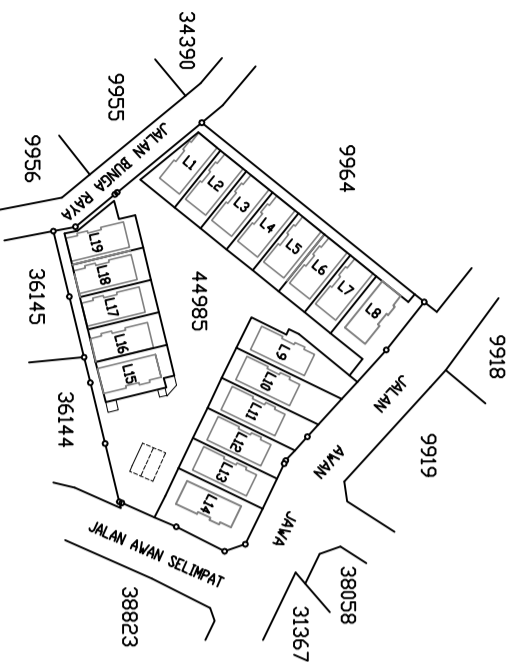 34390
9955
9956
JALAN BUNGA RAYA
9964
L1
L2
L3
L4
L5
L6
L7
L8
L19
L18
L17
L16
L15
44985
36145
36144
L9
L10
L11
L12
L13
L14
JALAN
AWAN
JAWA
9918
9919
JALAN AWAN SELIMPAT
38823
38058
31367